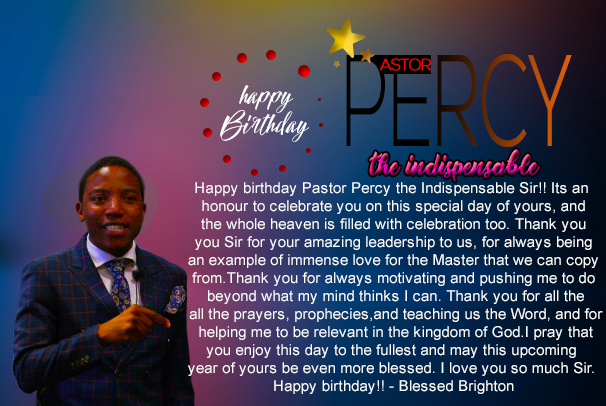 happy
Birthday
PASTOR
PERCY
the indispensable
Happy birthday Pastor Percy the Indispensable Sir!! Its an
honour to celebrate you on this special day of yours, and
the whole heaven is filled with celebration too. Thank you
you Sir for your amazing leadership to us, for always being
an example of immense love for the Master that we can copy
from.Thank you for always motivating and pushing me to do
beyond what my mind thinks I can. Thank you for all the
all the prayers, prophecies,and teaching us the Word, and for
helping me to be relevant in the kingdom of God.I pray that
you enjoy this day to the fullest and may this upcoming
year of yours be even more blessed. I love you so much Sir.
Happy birthday!! - Blessed Brighton